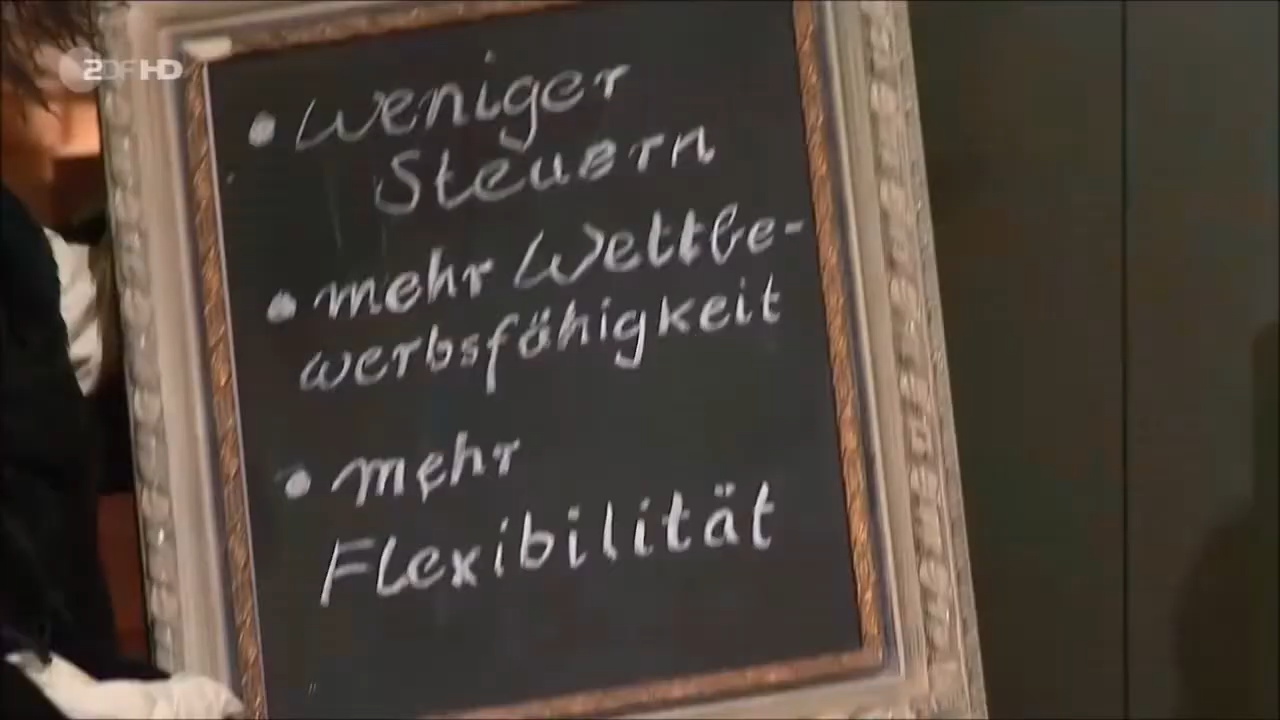 ZDF HD
• Weniger
Steuern
• mehr Wettbe-
werbsfähigkeit
• mehr
Flexibilität